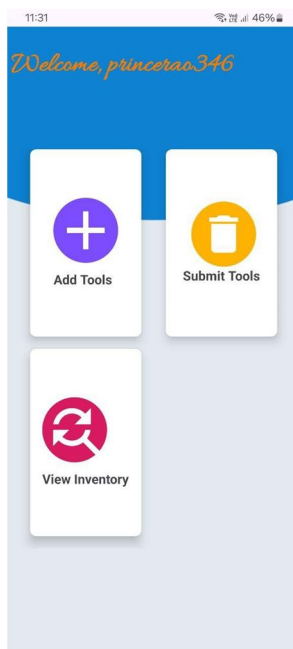 11:31 46%
Welcome, princerao346
Add Tools
Submit Tools
View Inventory